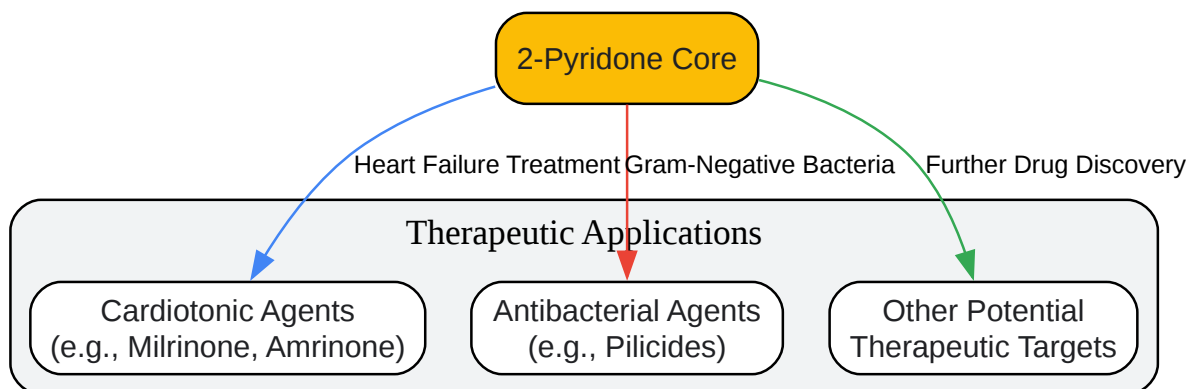 2-Pyridone Core
Heart Failure Treatment
Gram-Negative Bacteria
Further Drug Discovery
Therapeutic Applications
Cardiotonic Agents
(e.g., Milrinone, Amrinone)
Antibacterial Agents
(e.g., Pilicides)
Other Potential
Therapeutic Targets